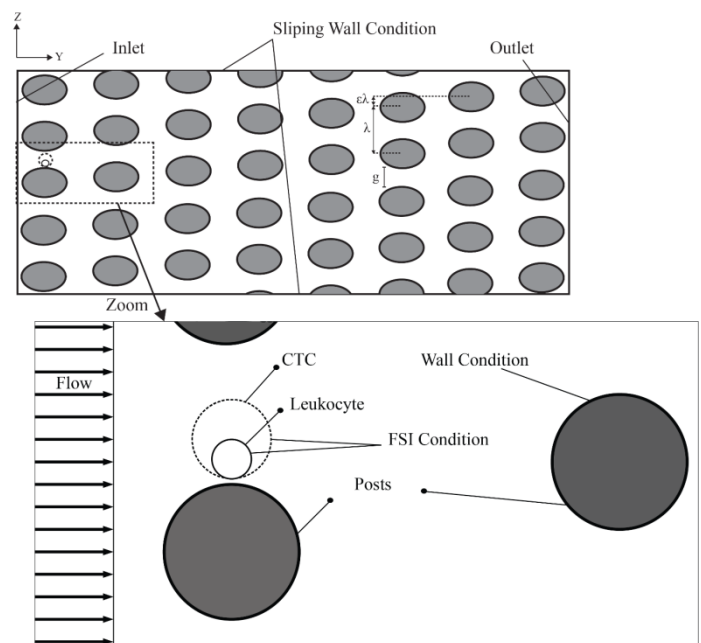 Z
Y
Inlet
Sliping Wall Condition
Outlet
ελ
λ
g
Zoom
Flow
CTC
Leukocyte
Wall Condition
FSI Condition
Posts